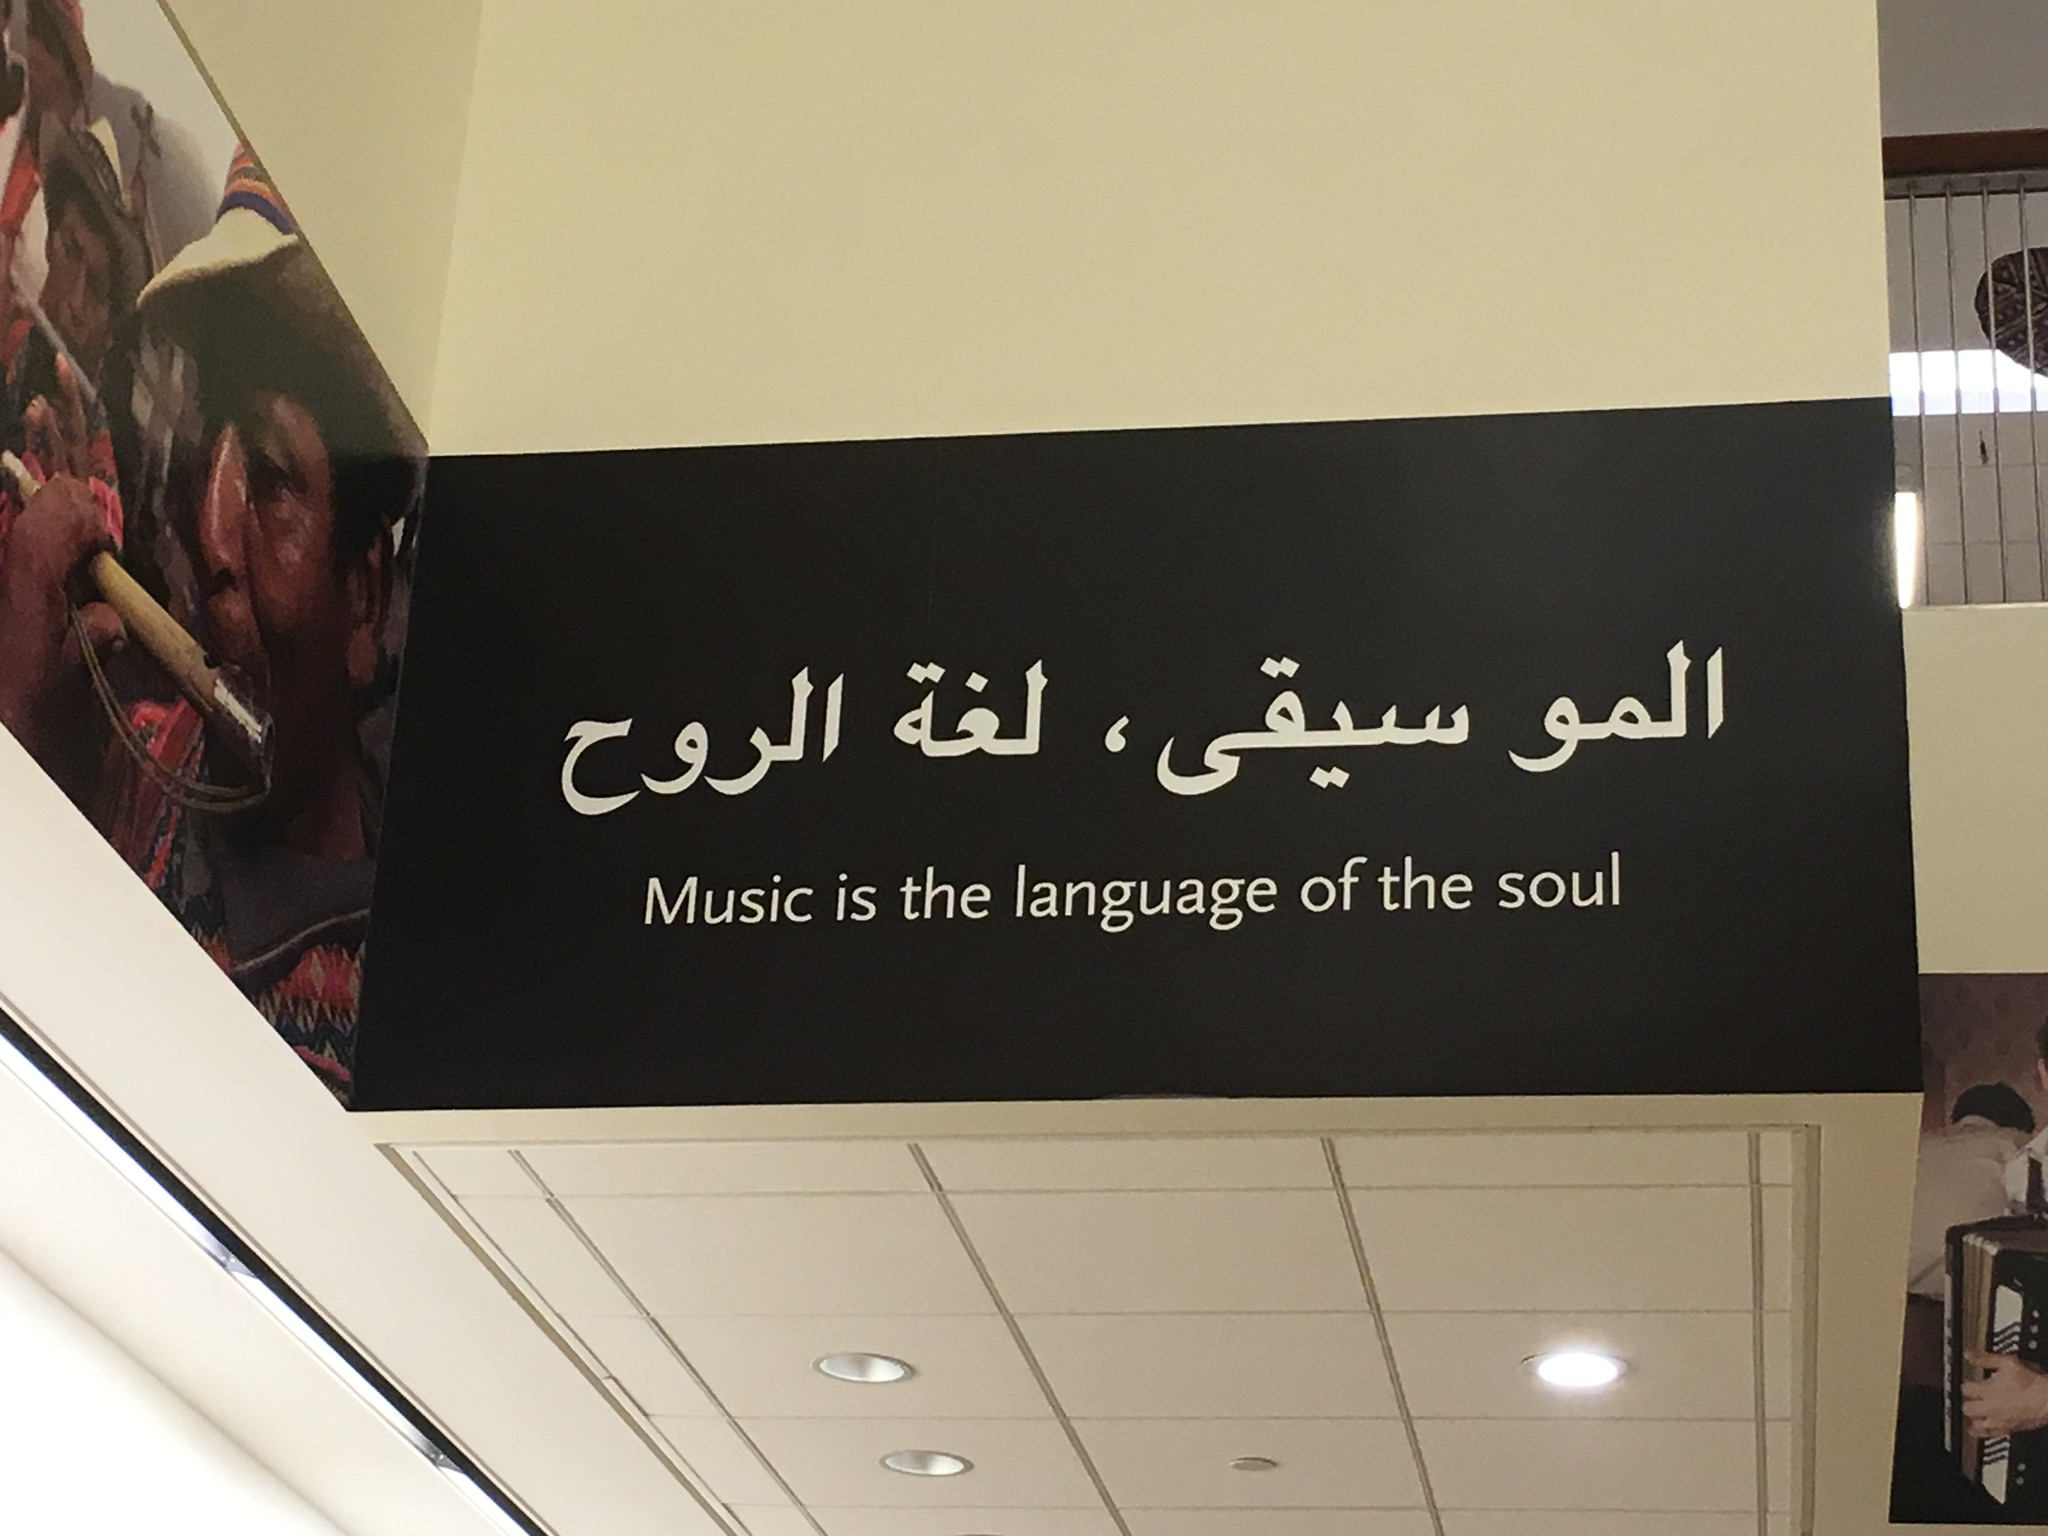 المو سيقى، لغة الروح
Music is the language of the soul